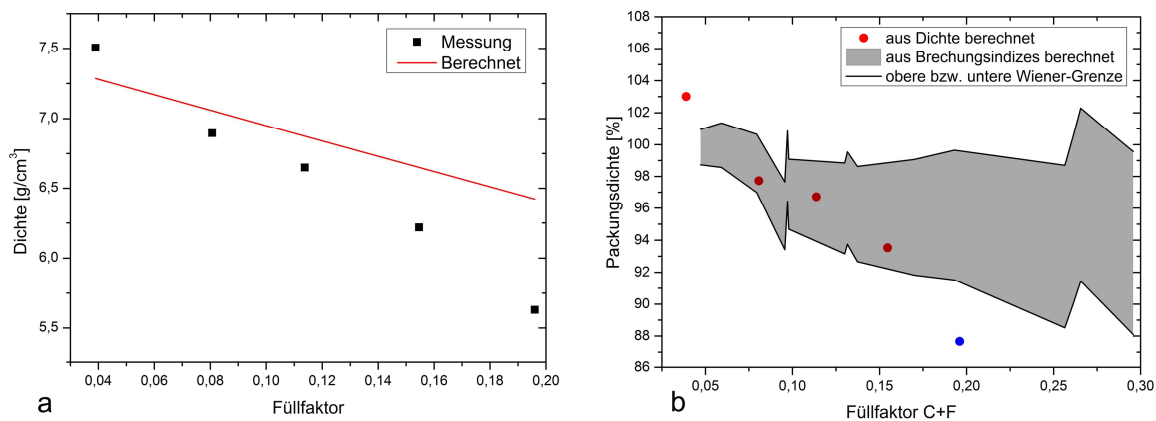 7,5
7,0
6,5
6,0
5,5
Dichte [g/cm³]
Messung
Berechnet
0,04 0,06 0,08 0,10 0,12 0,14 0,16 0,18 0,20
Füllfaktor
a
108
106
104
102
100
98
96
94
92
90
88
86
Packungsdichte [%]
aus Dichte berechnet
aus Brechungsindizes berechnet
obere bzw. untere Wiener-Grenze
0,05 0,10 0,15 0,20 0,25 0,30
Füllfaktor C+F
b